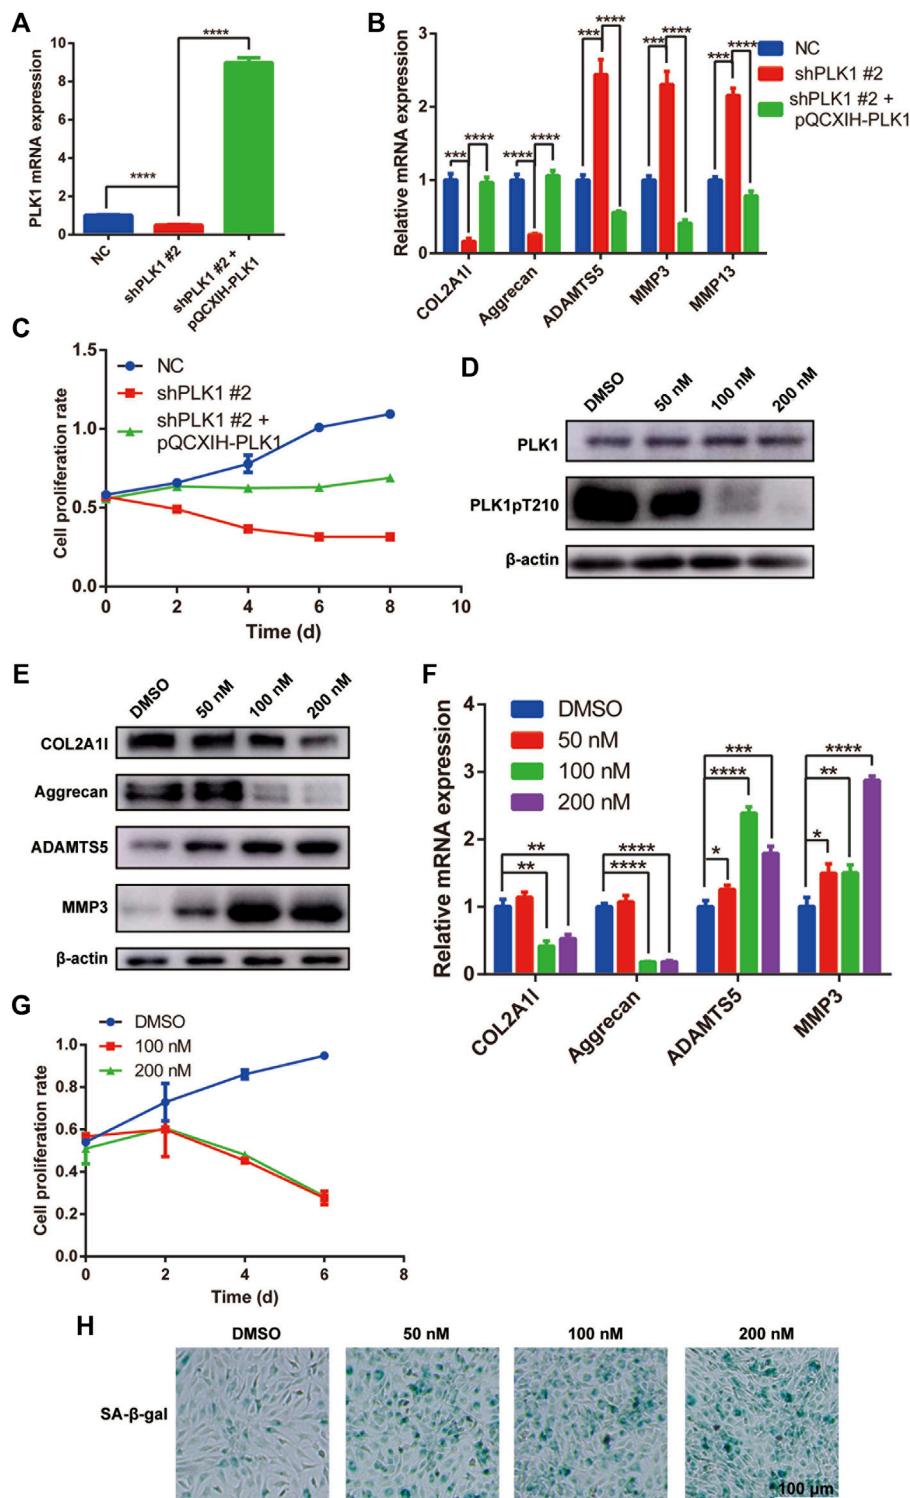 A
PLK1 mRNA expression
10
8
6
4
2
0
****
****
NC
shPLK1 #2
shPLK1 #2 +
pQCXIH-PLK1
B
Relative mRNA expression
3
2
1
0
*** ****
**** ****
*** ****
*** ****
*** ****
COL2A1I
Aggrecan
ADAMTS5
MMP3
MMP13
NC
shPLK1 #2
shPLK1 #2 +
pQCXIH-PLK1
C
Cell proliferation rate
1.5
1.0
0.5
0.0
NC
shPLK1 #2
shPLK1 #2 +
pQCXIH-PLK1
0 2 4 6 8 10
Time (d)
D
DMSO 50 nM 100 nM 200 nM
PLK1
PLK1pT210
β-actin
E
DMSO 50 nM 100 nM 200 nM
COL2A1I
Aggrecan
ADAMTS5
MMP3
β-actin
F
Relative mRNA expression
4
3
2
1
0
DMSO
50 nM
100 nM
200 nM
**
**
****
****
***
****
*
****
**
*
COL2A1I
Aggrecan
ADAMTS5
MMP3
G
Cell proliferation rate
1.0
0.8
0.6
0.4
0.2
0.0
DMSO
100 nM
200 nM
0 2 4 6 8
Time (d)
H
DMSO 50 nM 100 nM 200 nM
SA-β-gal
100 μm